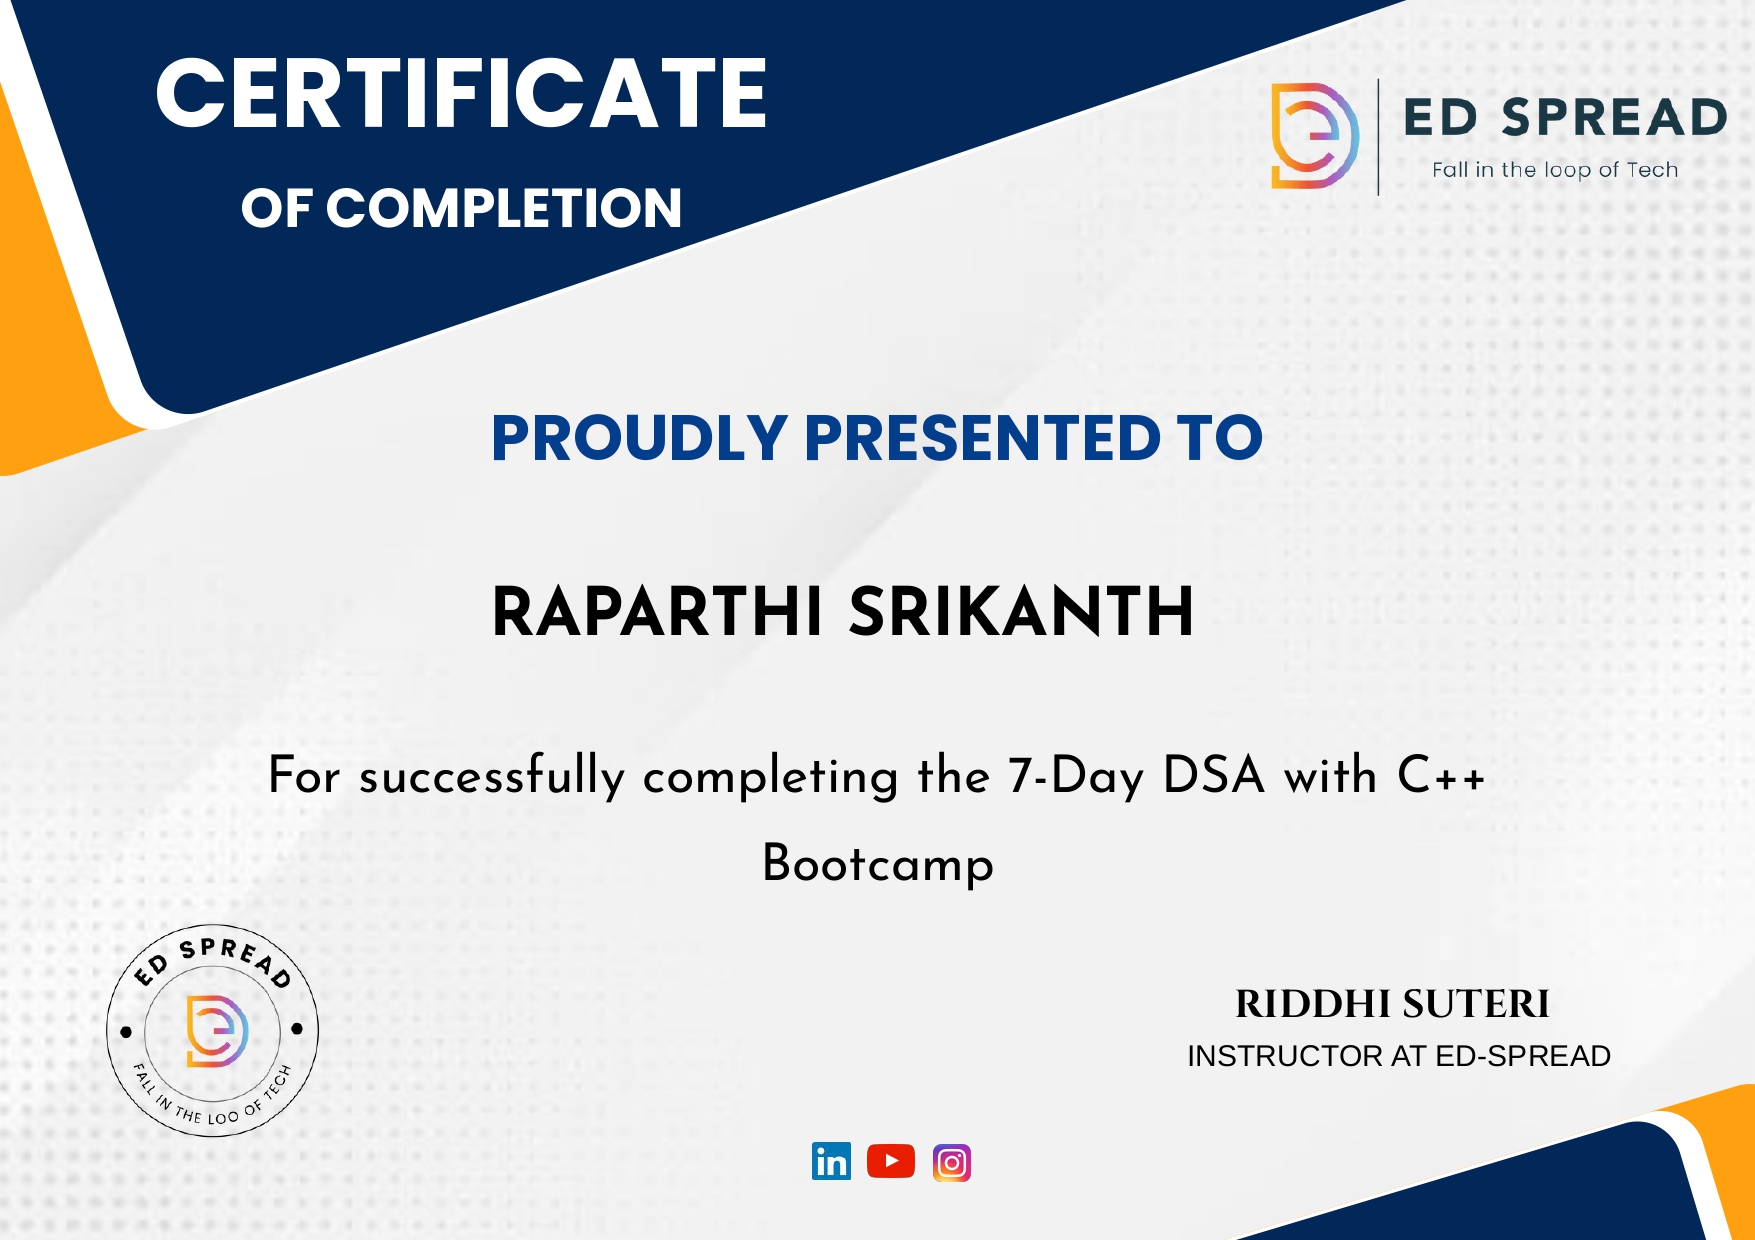 CERTIFICATE
OF COMPLETION
ED SPREAD
Fall in the loop of Tech
PROUDLY PRESENTED TO
RAPARTHI SRIKANTH
For successfully completing the 7-Day DSA with C++
Bootcamp
ED SPREAD
FALL IN THE LOO OF TECH
RIDDHI SUTERI
INSTRUCTOR AT ED-SPREAD
in